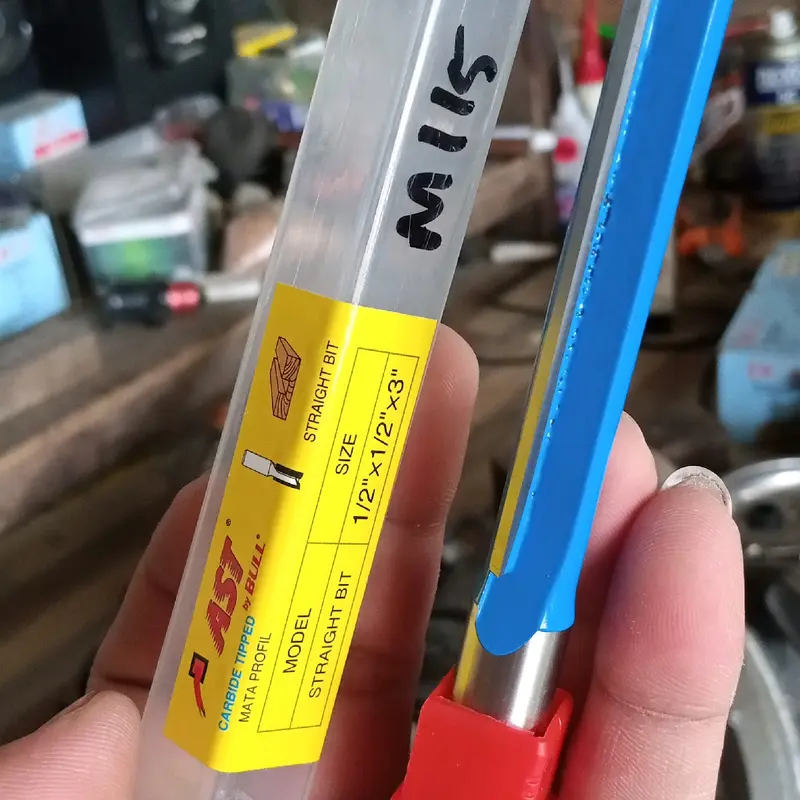 M115
AST®
by BULL®
CARBIDE TIPPED
MATA PROFIL
STRAIGHT BIT
MODEL
SIZE
STRAIGHT BIT
1/2"×1/2"×3"